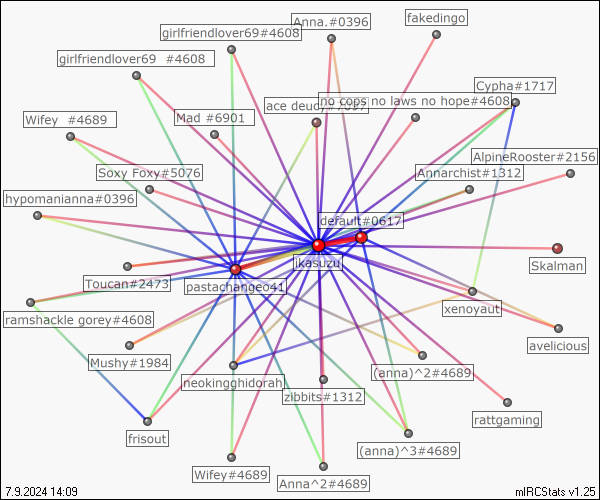 Anna.#0396
fakedingo
girlfriendlover69#4608
girlfriendlover69  #4608
Cypha#1717
ace deuc
no cops no laws no hope#4608
Mad #6901
Wifey  #4689
AlpineRooster#2156
Soxy Foxy#5076
Annarchist#1312
hypomanianna#0396
default#0617
jkasuzu
Skalman
Toucan#2473
pastachangeo41
xenoyaut
ramshackle gorey#4608
avelicious
Mushy#1984
(anna)^2#4689
neokingghidorah
zibbits#1312
rattgaming
frisout
(anna)^3#4689
Wifey#4689
Anna^2#4689
7.9.2024 14:09
mIRCStats v1.25